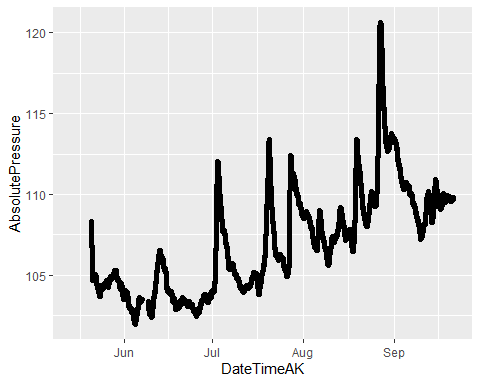 120
115
110
105
AbsolutePressure
Jun Jul Aug Sep
DateTimeAK